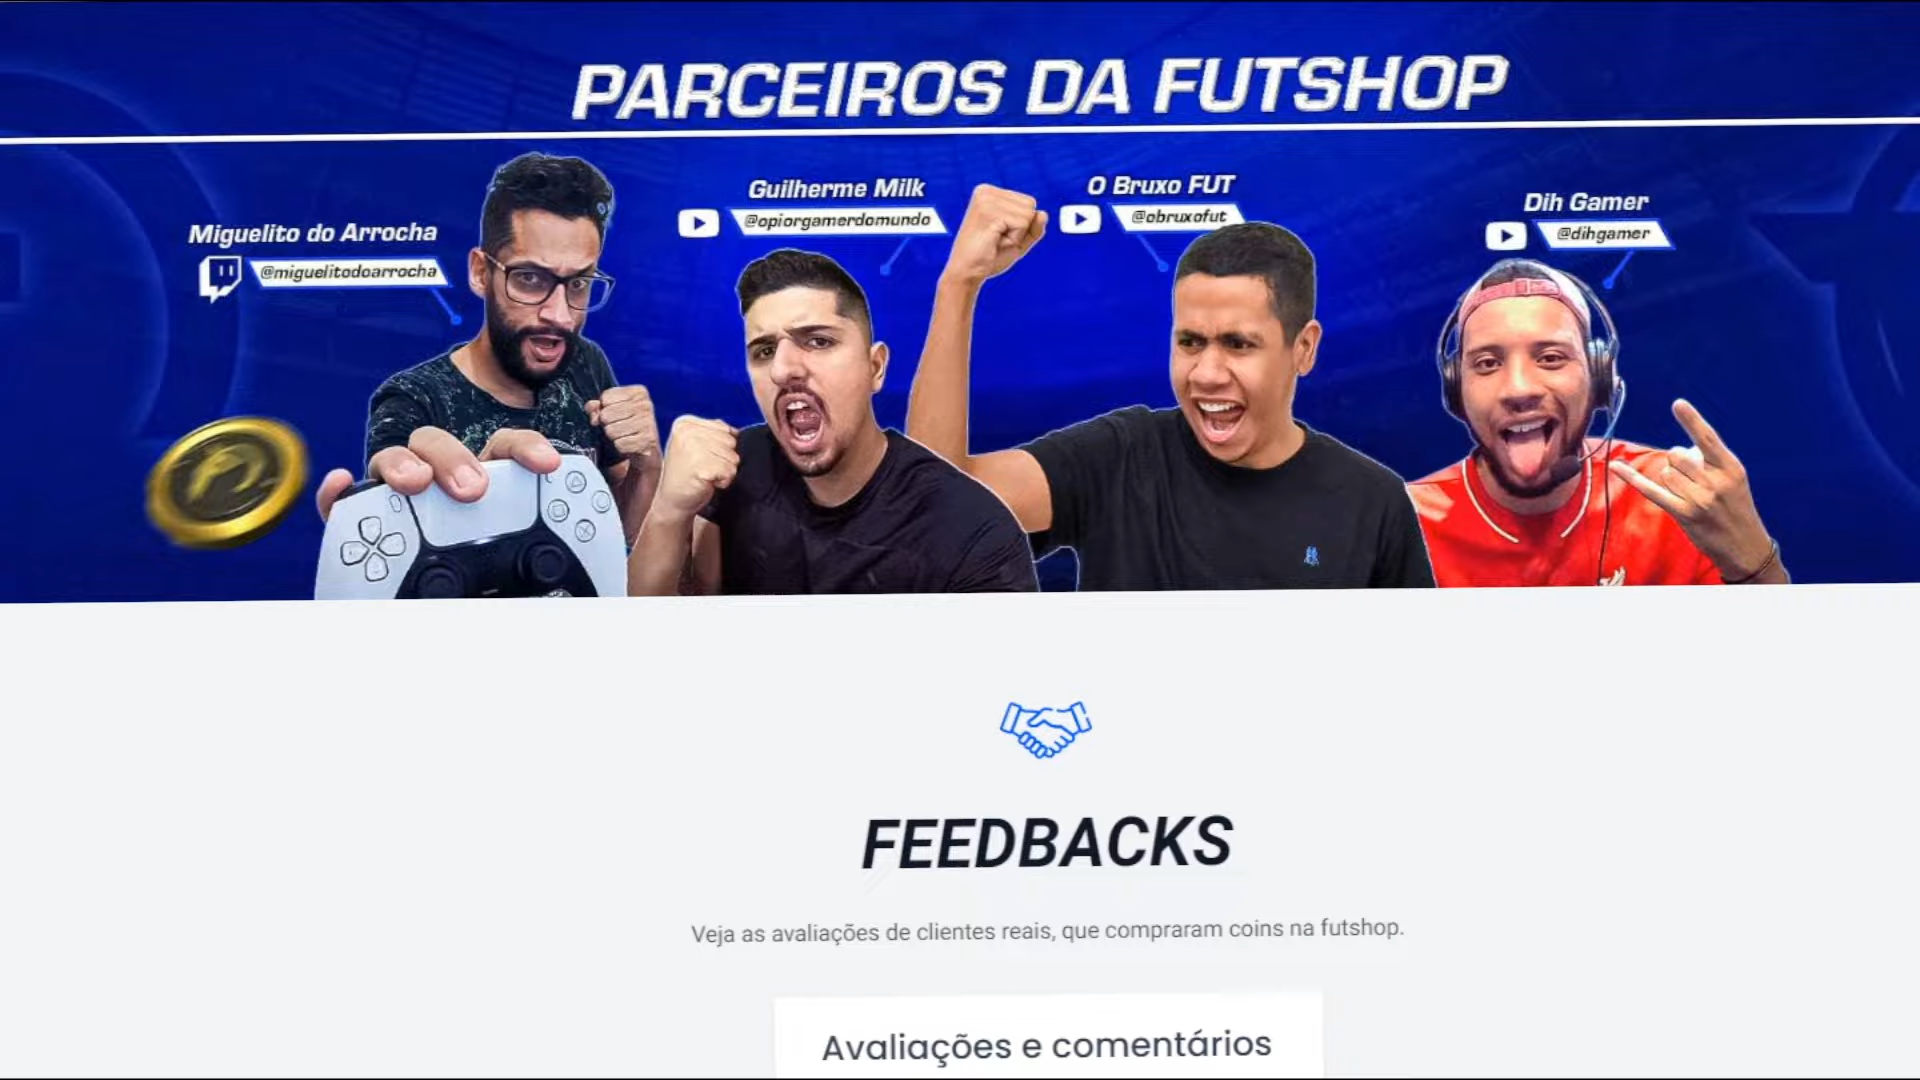 PARCEIROS DA FUTSHOP
Miguelito do Arrocha
@miguelitodoarrocha
Guilherme Milk
@opiorgamerdomundo
O Bruxo FUT
@obruxofut
Dih Gamer
@dihgamer
FEEDBACKS
Veja as avaliações de clientes reais, que compraram coins na futshop.
Avaliações e comentários